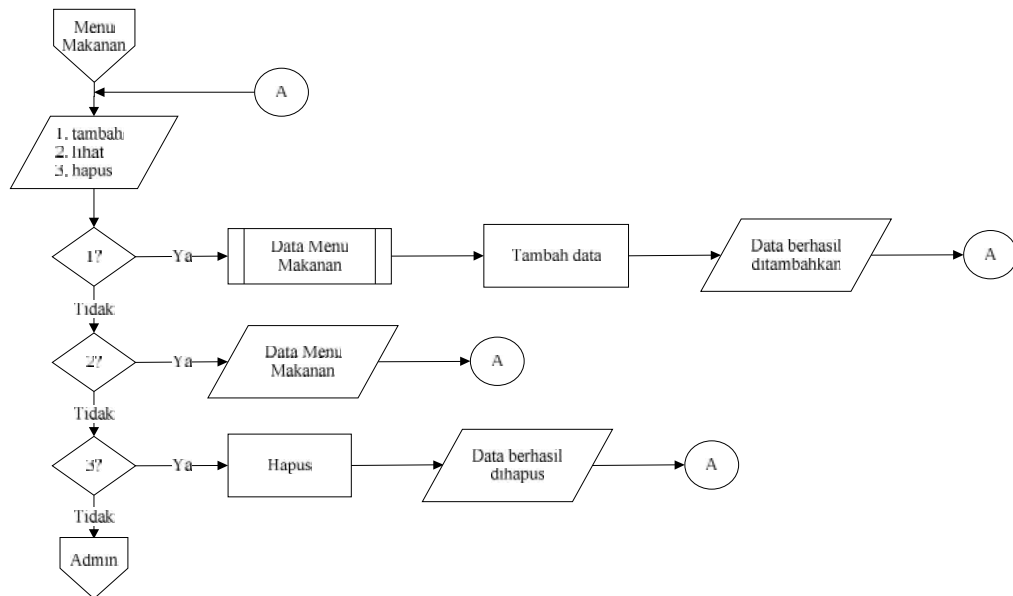 Menu
Makanan
A
1. tambah
2. lihat
3. hapus
1?
Ya
Data Menu
Makanan
Tambah data
Data berhasil
ditambahkan
A
Tidak
2?
Ya
Data Menu
Makanan
A
Tidak
3?
Ya
Hapus
Data berhasil
dihapus
A
Tidak
Admin